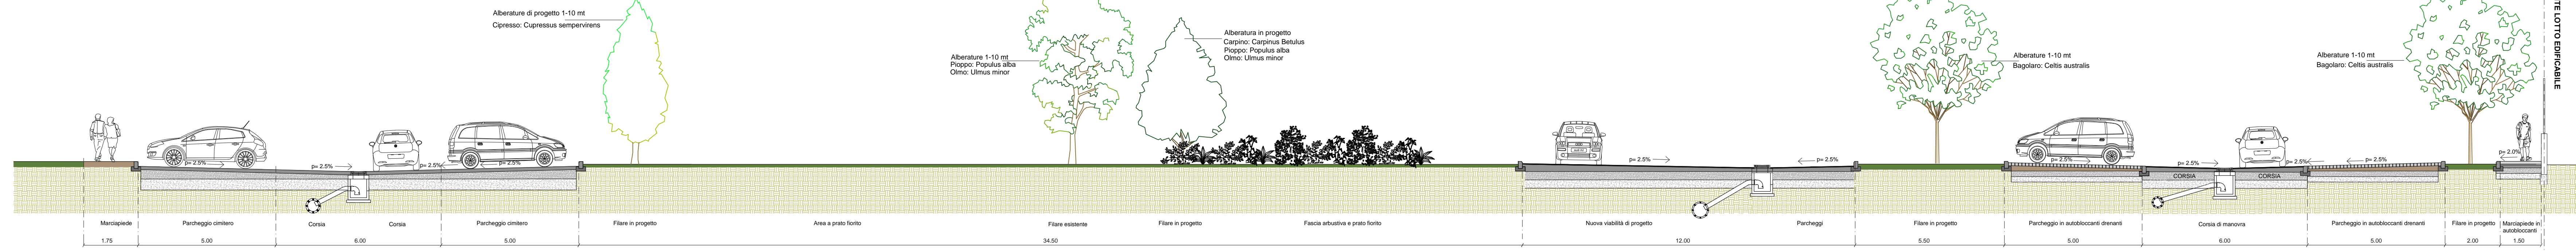 Alberature di progetto 1-10 mt
Cipresso: Cupressus sempervirens
Alberature 1-10 mt
Pioppo: Populus alba
Olmo: Ulmus minor
Alberatura in progetto
Carpino: Carpinus Betulus
Pioppo: Populus alba
Olmo: Ulmus minor
Alberature 1-10 mt
Bagolaro: Celtis australis
Alberature 1-10 mt
Bagolaro: Celtis australis
TE LOTTO EDIFICABILE
p= 2.5%
p= 2.5%
p= 2.5%
p= 2.5%
p= 2.5%
p= 2.5%
p= 2.5%
p= 2.5%
p= 2.5%
p= 2.5%
p= 2.0%
CORSIA
CORSIA
Marciapiede
Parcheggio cimitero
Corsia
Corsia
Parcheggio cimitero
Filare in progetto
Area a prato fiorito
Filare esistente
Filare in progetto
Fascia arbustiva e prato fiorito
Nuova viabilità di progetto
Parcheggi
Filare in progetto
Parcheggio in autobloccanti drenanti
Corsia di manovra
Parcheggio in autobloccanti drenanti
Filare in progetto
Marciapiede in
autobloccanti
1.75
5.00
6.00
5.00
34.50
12.00
5.50
5.00
6.00
5.00
2.00
1.50